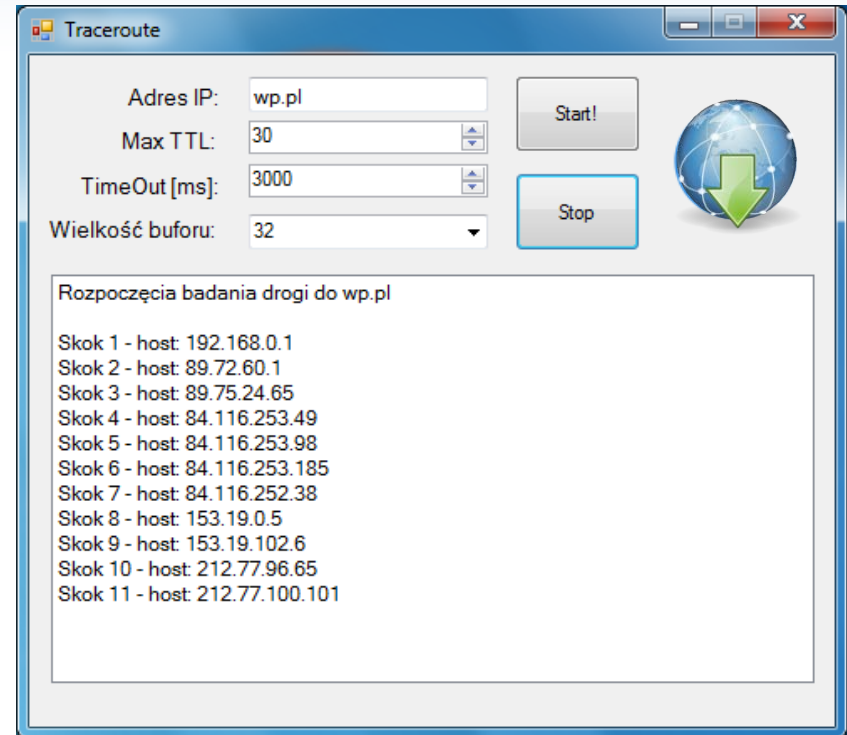 Traceroute
Adres IP: wp.pl
Start!
Max TTL: 30
TimeOut [ms]: 3000
Stop
Wielkość buforu: 32
Rozpoczęcia badania drogi do wp.pl
Skok 1 - host: 192.168.0.1
Skok 2 - host: 89.72.60.1
Skok 3 - host: 89.75.24.65
Skok 4 - host: 84.116.253.49
Skok 5 - host: 84.116.253.98
Skok 6 - host: 84.116.253.185
Skok 7 - host: 84.116.252.38
Skok 8 - host: 153.19.0.5
Skok 9 - host: 153.19.102.6
Skok 10 - host: 212.77.96.65
Skok 11 - host: 212.77.100.101